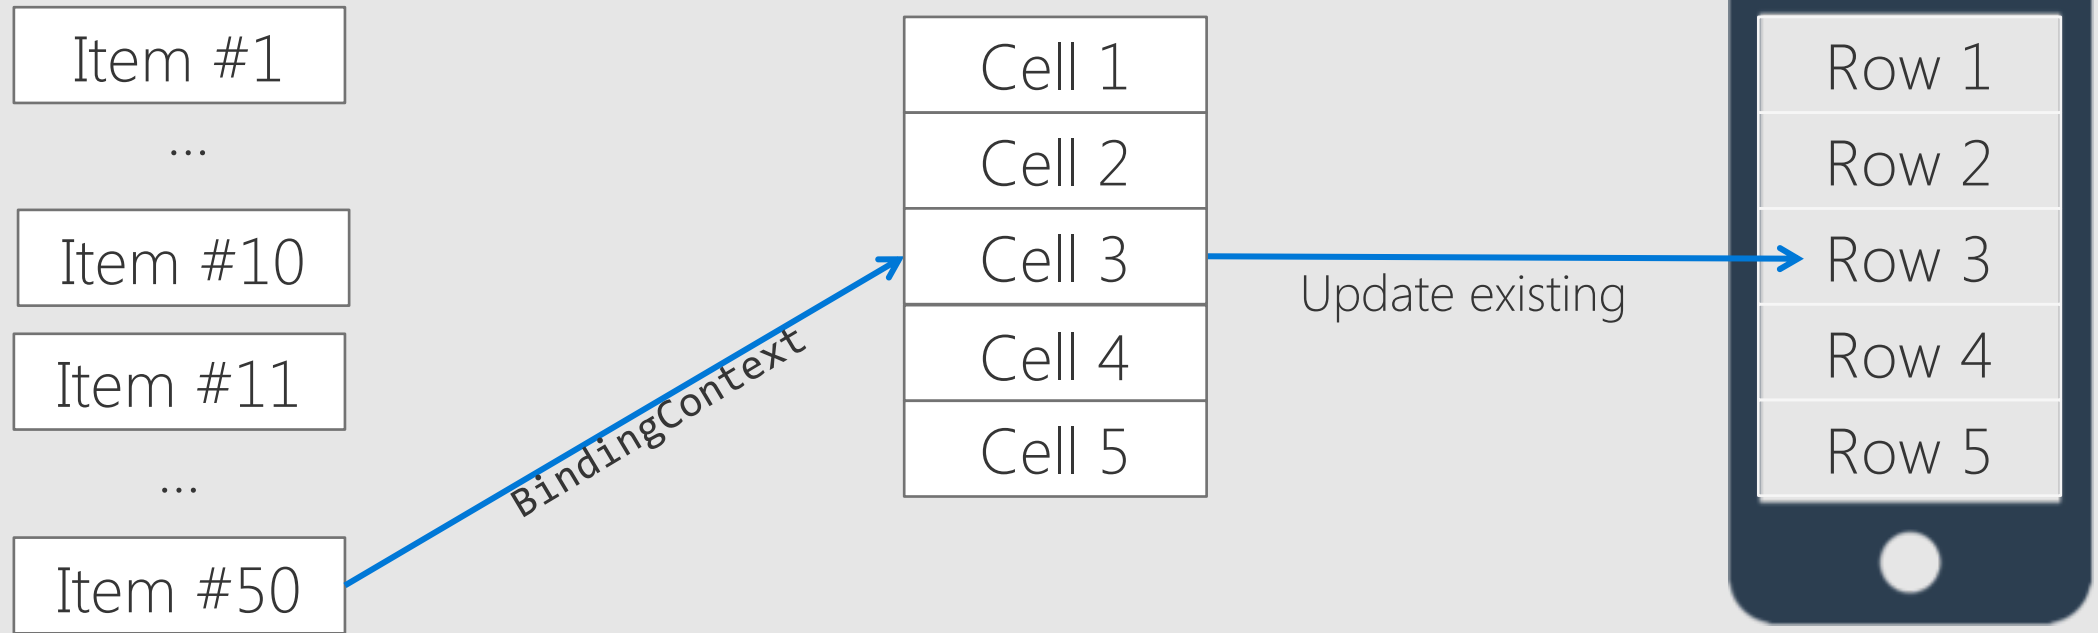 Item #1
...
Item #10
Item #11
...
Item #50
BindingContext
Cell 1
Cell 2
Cell 3
Cell 4
Cell 5
Update existing
Row 1
Row 2
Row 3
Row 4
Row 5